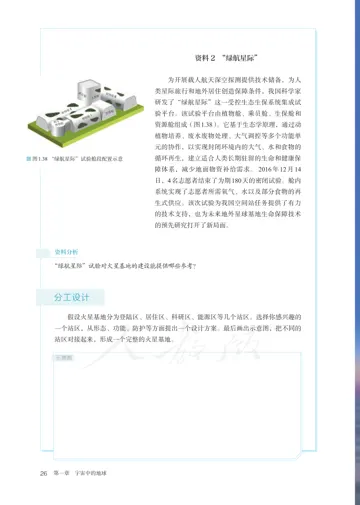 资料 2 “绿航星际”
为开展载人航天深空探测提供技术储备，为人
类星际旅行和地外居住创造保障条件，我国科学家
研发了“绿航星际”这一受控生态生保系统集成试
验平台。该试验平台由植物舱、乘员舱、生保舱和
资源舱组成（图1.38）。它基于生态学原理，通过动
植物培养、废水废物处理、大气调控等多个功能单
元的协作，以实现封闭环境内的大气、水和食物的
循环再生，建立适合人类长期驻留的生命和健康保
障体系，减少地面物资补给需求。2016年12月14
日，4名志愿者结束了为期180天的密闭试验。舱内
系统实现了志愿者所需氧气、水以及部分食物的再
生式供应。该次试验为我国空间站任务提供了有力
的技术支持，也为未来地外星球基地生命保障技术
的预先研究打开了新局面。
图1.38 “绿航星际”试验舱段配置示意
资料分析
“绿航星际”试验对火星基地的建设能提供哪些参考？
分工设计
假设火星基地分为登陆区、居住区、科研区、能源区等几个站区。选择你感兴趣的
一个站区，从形态、功能、防护等方面提出一个设计方案。最后画出示意图，把不同的
站区对接起来，形成一个完整的火星基地。
26 第一章 宇宙中的地球